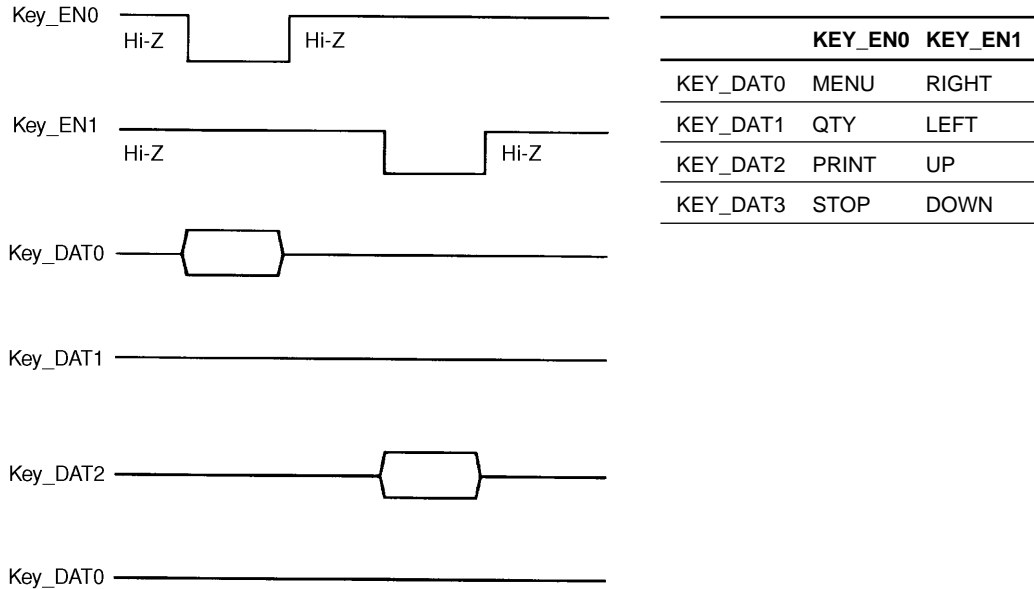 Key_EN0
Hi-Z Hi-Z
Key_EN1
Hi-Z Hi-Z
Key_DAT0
Key_DAT1
Key_DAT2
Key_DAT0
KEY_EN0 KEY_EN1
KEY_DAT0 MENU RIGHT
KEY_DAT1 QTY LEFT
KEY_DAT2 PRINT UP
KEY_DAT3 STOP DOWN